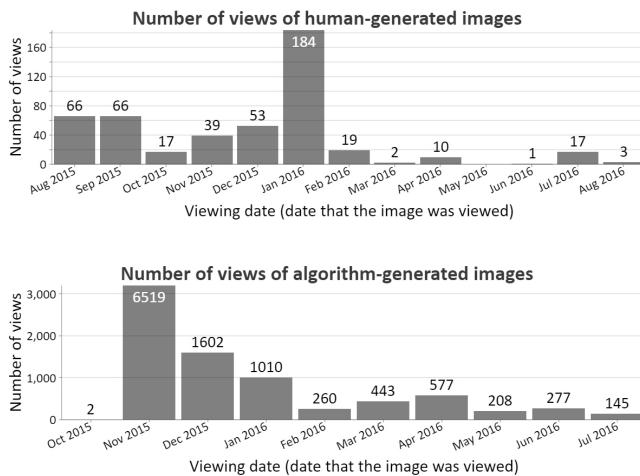 Number of views of human-generated images
Number of views
160
120
80
40
0
66
66
17
39
53
184
19
2
10
1
17
3
Aug 2015
Sep 2015
Oct 2015
Nov 2015
Dec 2015
Jan 2016
Feb 2016
Mar 2016
Apr 2016
May 2016
Jun 2016
Jul 2016
Aug 2016
Viewing date (date that the image was viewed)
Number of views of algorithm-generated images
Number of views
3,000
2,000
1,000
0
2
6519
1602
1010
260
443
577
208
277
145
Oct 2015
Nov 2015
Dec 2015
Jan 2016
Feb 2016
Mar 2016
Apr 2016
May 2016
Jun 2016
Jul 2016
Viewing date (date that the image was viewed)